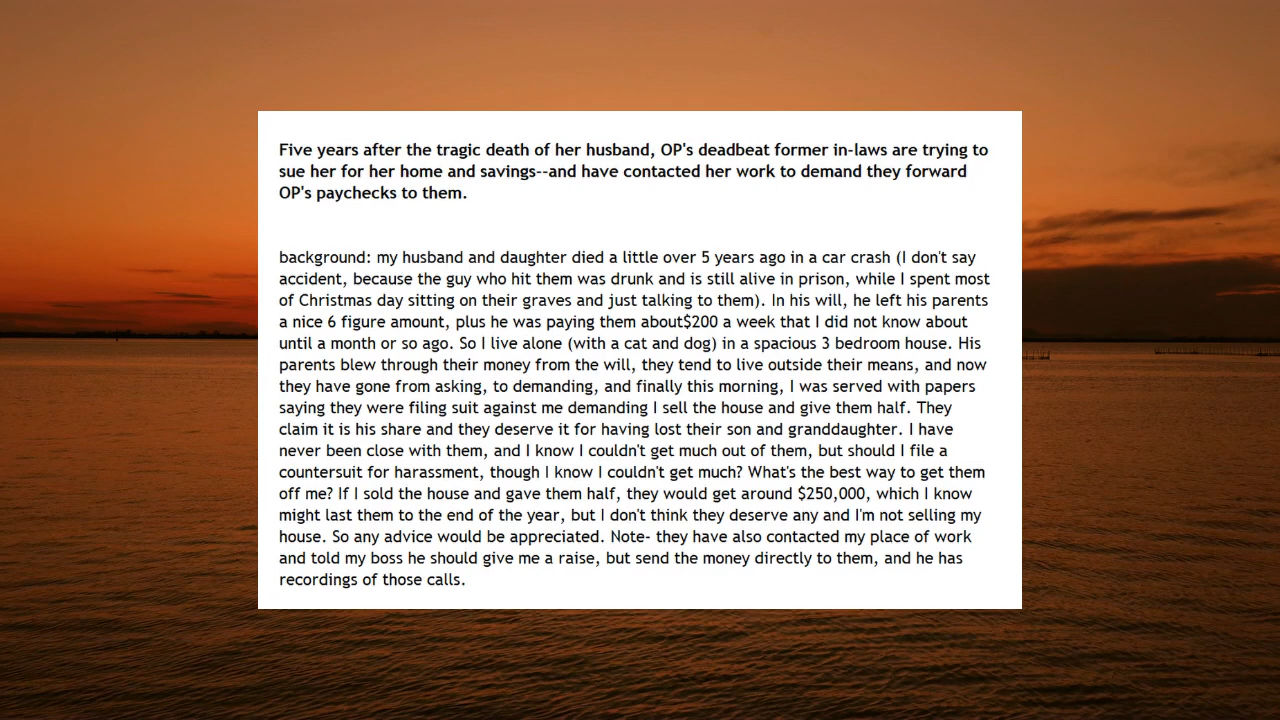 Five years after the tragic death of her husband, OP's deadbeat former in-laws are trying to
sue her for her home and savings--and have contacted her work to demand they forward
OP's paychecks to them.
background: my husband and daughter died a little over 5 years ago in a car crash (I don't say
accident, because the guy who hit them was drunk and is still alive in prison, while I spent most
of Christmas day sitting on their graves and just talking to them). In his will, he left his parents
a nice 6 figure amount, plus he was paying them about$200 a week that I did not know about
until a month or so ago. So I live alone (with a cat and dog) in a spacious 3 bedroom house. His
parents blew through their money from the will, they tend to live outside their means, and now
they have gone from asking, to demanding, and finally this morning, I was served with papers
saying they were filing suit against me demanding I sell the house and give them half. They
claim it is his share and they deserve it for having lost their son and granddaughter. I have
never been close with them, and I know I couldn't get much out of them, but should I file a
countersuit for harassment, though I know I couldn't get much? What's the best way to get them
off me? If I sold the house and gave them half, they would get around $250,000, which I know
might last them to the end of the year, but I don't think they deserve any and I'm not selling my
house. So any advice would be appreciated. Note- they have also contacted my place of work
and told my boss he should give me a raise, but send the money directly to them, and he has
recordings of those calls.